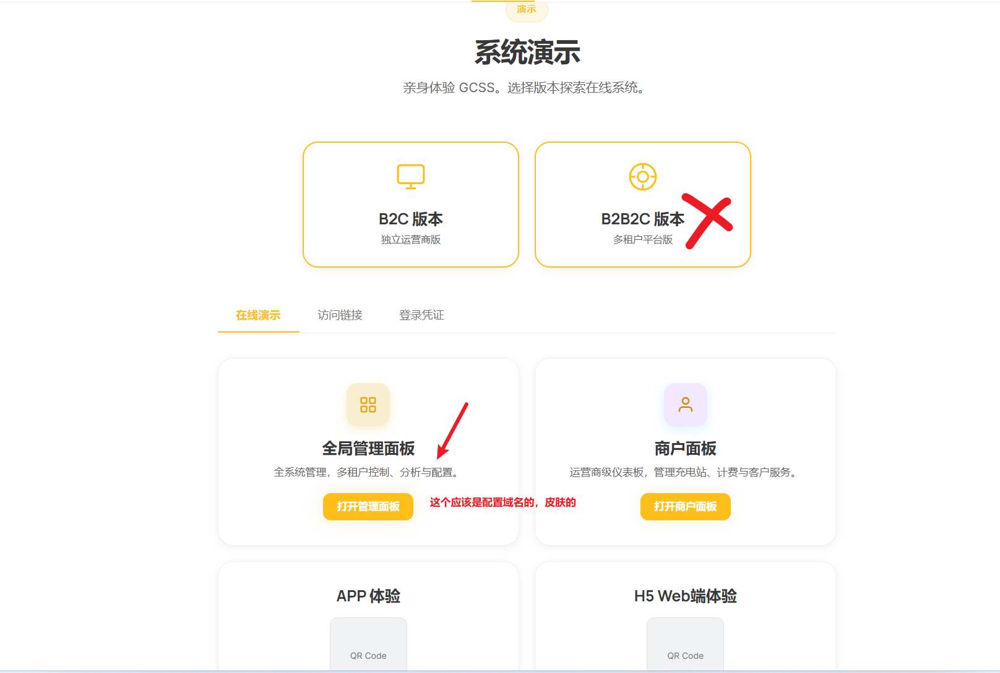 演示
系统演示
亲身体验 GCSS。选择版本探索在线系统。
B2C 版本
独立运营商版
B2B2C 版本
多租户平台版
在线演示
访问链接
登录凭证
全局管理面板
全系统管理，多租户控制、分析与配置。
打开管理面板
这个应该是配置域名的，皮肤的
商户面板
运营商级仪表板，管理充电站、计费与客户服务。
打开商户面板
APP 体验
QR Code
H5 Web端体验
QR Code